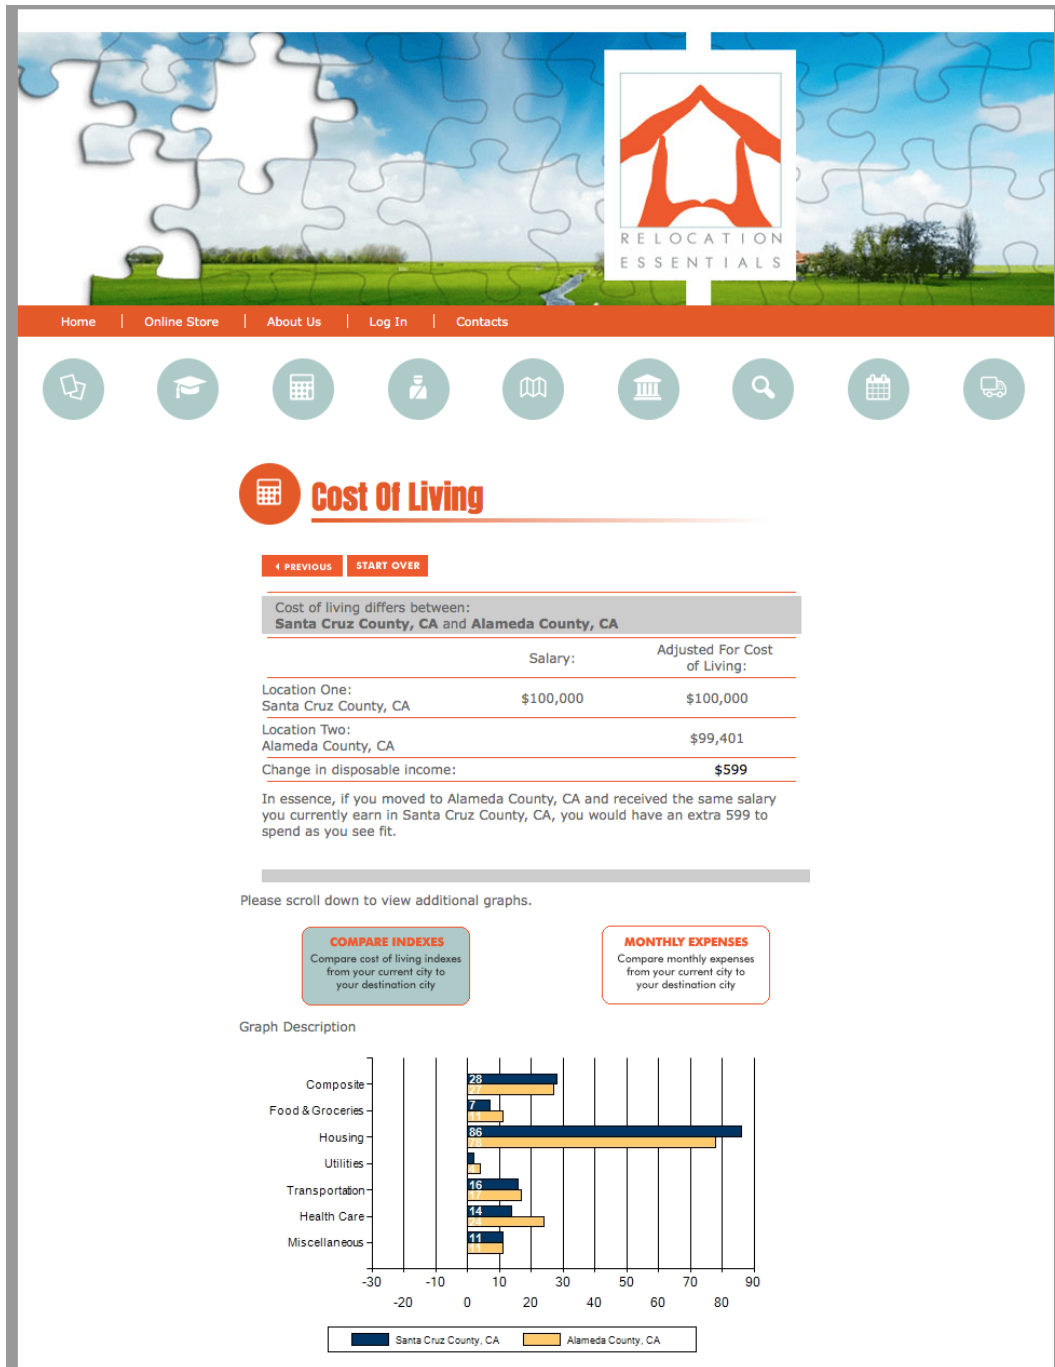 RELOCATION
ESSENTIALS
Home
Online Store
About Us
Log In
Contacts
Cost Of Living
PREVIOUS
START OVER
Cost of living differs between:
Santa Cruz County, CA and Alameda County, CA
Salary:
Adjusted For Cost
of Living:
Location One:
Santa Cruz County, CA
$100,000
$100,000
Location Two:
Alameda County, CA
$99,401
Change in disposable income:
$599
In essence, if you moved to Alameda County, CA and received the same salary
you currently earn in Santa Cruz County, CA, you would have an extra 599 to
spend as you see fit.
Please scroll down to view additional graphs.
COMPARE INDEXES
Compare cost of living indexes
from your current city to
your destination city
MONTHLY EXPENSES
Compare monthly expenses
from your current city to
your destination city
Graph Description
Composite
28
27
Food & Groceries
7
11
Housing
86
78
Utilities
4
Transportation
16
17
Health Care
14
24
Miscellaneous
11
11
-30 -10 10 30 50 70 90
-20 0 20 40 60 80
Santa Cruz County, CA
Alameda County, CA